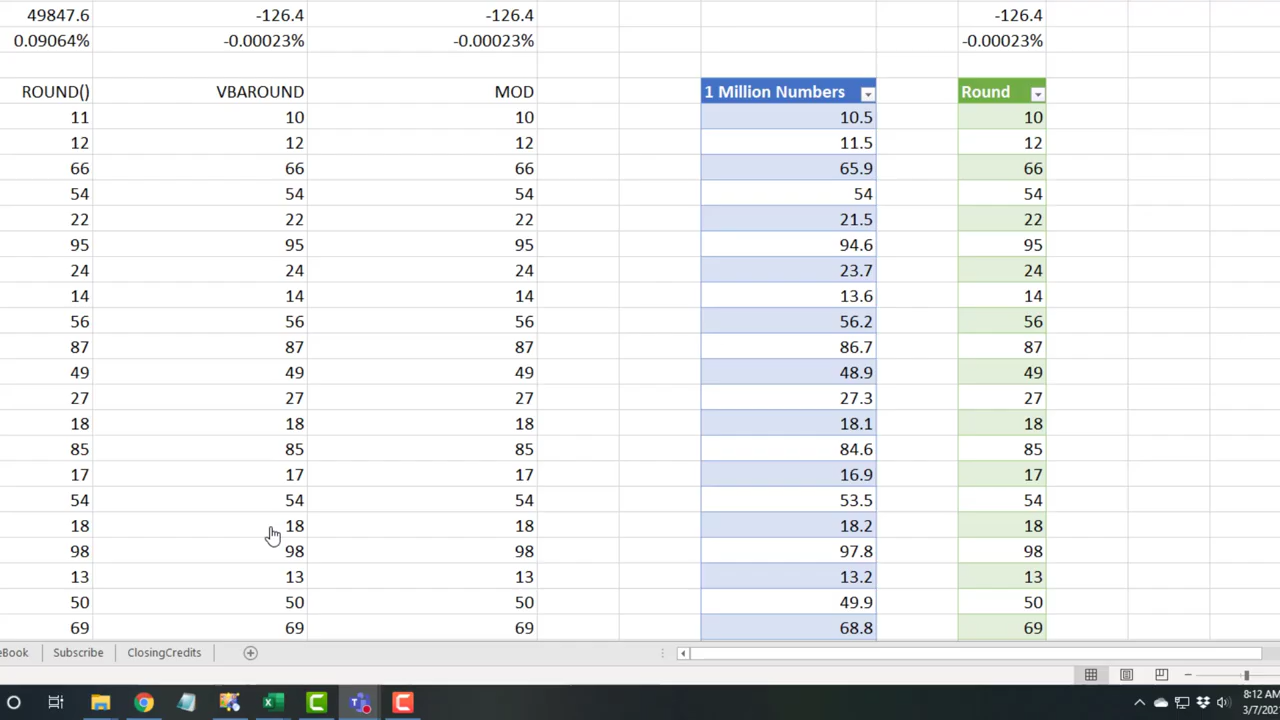 49847.6 -126.4 -126.4 -126.4
0.09064% -0.00023% -0.00023% -0.00023%
ROUND() VBAROUND MOD 1 Million Numbers Round
11 10 10 10.5 10
12 12 12 11.5 12
66 66 66 65.9 66
54 54 54 54 54
22 22 22 21.5 22
95 95 95 94.6 95
24 24 24 23.7 24
14 14 14 13.6 14
56 56 56 56.2 56
87 87 87 86.7 87
49 49 49 48.9 49
27 27 27 27.3 27
18 18 18 18.1 18
85 85 85 84.6 85
17 17 17 16.9 17
54 54 54 53.5 54
18 18 18 18.2 18
98 98 98 97.8 98
13 13 13 13.2 13
50 50 50 49.9 50
69 69 69 68.8 69
eBook Subscribe ClosingCredits
8:12 AM
3/7/202